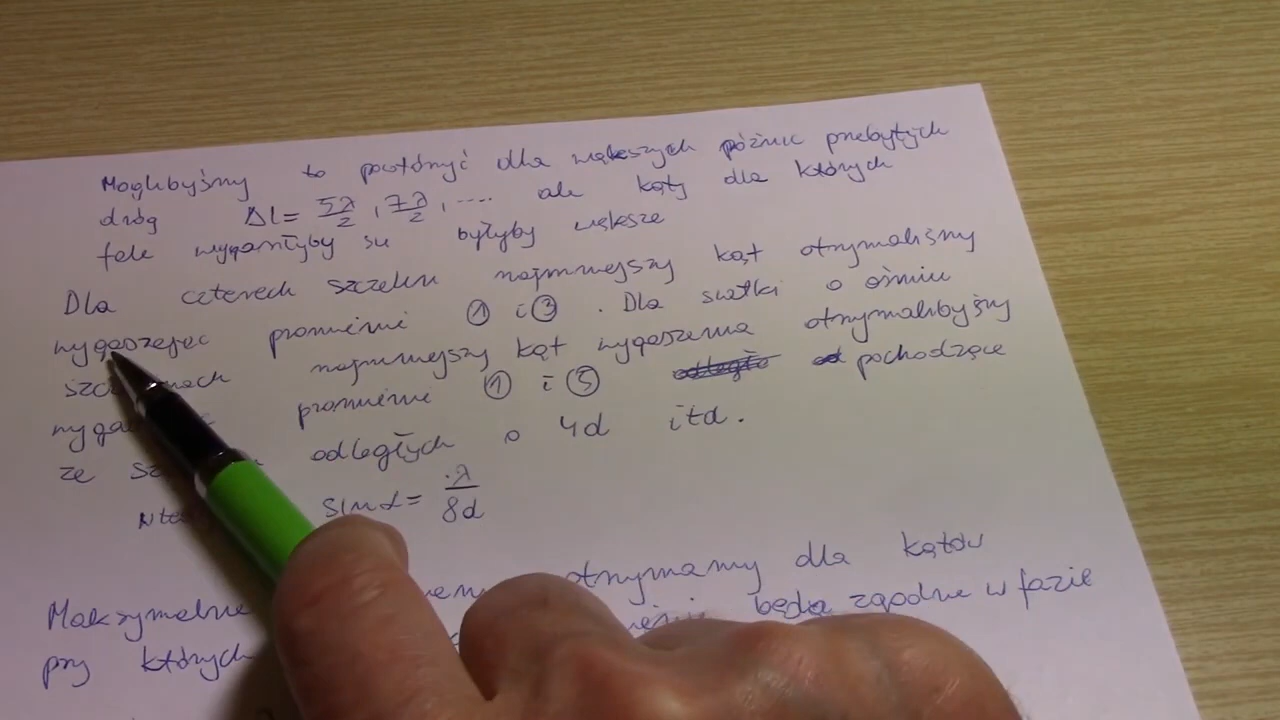 Moglibyśmy to powtórzyć dla większych różnic przebytych
dróg Δl = 5λ/2 , 7λ/2 , .... ale kąty dla których
fale wygasiłyby się byłyby większe
Dla czterech szczelin najmniejszy kąt otrzymaliśmy
wygaszając promienie ① i ③ . Dla siatki o ośmiu
szczelinach najmniejszy kąt wygaszenia otrzymalibyśmy
promienie ① i ⑤ pochodzące
ze odległych o 4d itd.
sin α = λ/8d
Maksymalne otrzymamy dla kątów
przy których będą zgodne w fazie